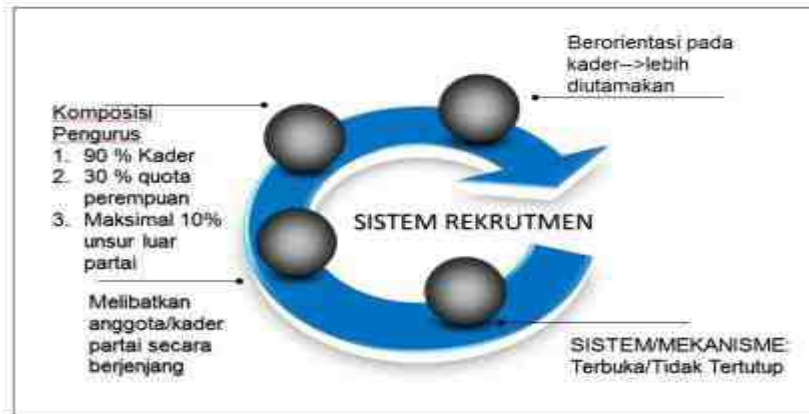 Berorientasi pada
kader-->lebih
diutamakan
Komposisi
Pengurus
1. 90 % Kader
2. 30 % quota
perempuan
3. Maksimal 10%
unsur luar
partai
SISTEM REKRUTMEN
Melibatkan
anggota/kader
partai secara
berjenjang
SISTEM/MEKANISME:
Terbuka/Tidak Tertutup